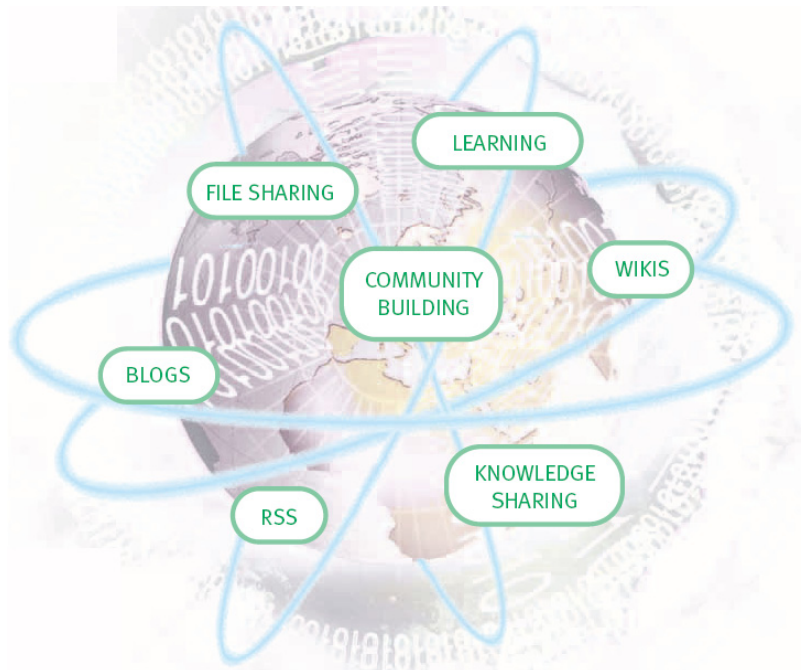 LEARNING
FILE SHARING
COMMUNITY
BUILDING
WIKIS
BLOGS
KNOWLEDGE
SHARING
RSS